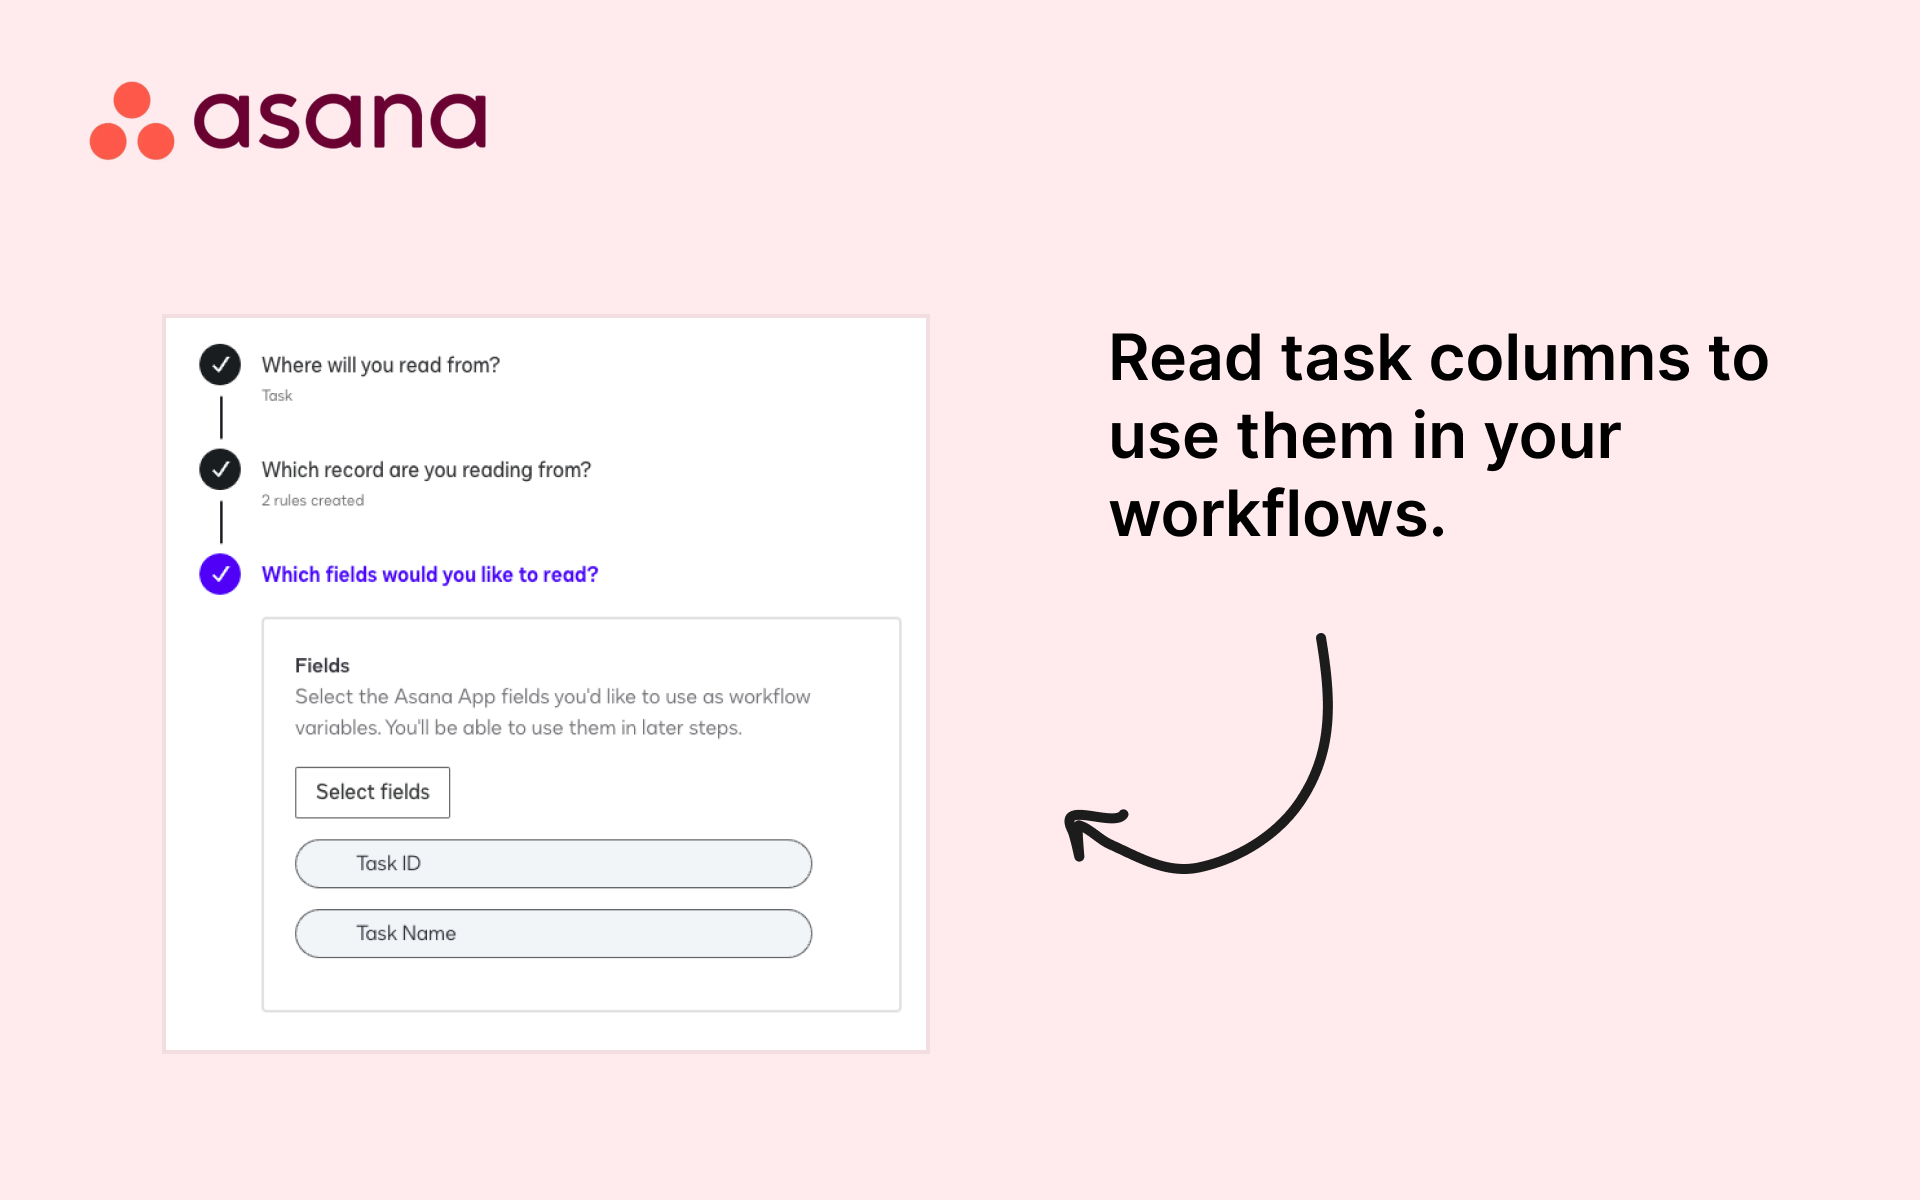 asana
Where will you read from?
Task
Which record are you reading from?
2 rules created
Which fields would you like to read?
Fields
Select the Asana App fields you'd like to use as workflow
variables. You'll be able to use them in later steps.
Select fields
Task ID
Task Name
Read task columns to
use them in your
workflows.